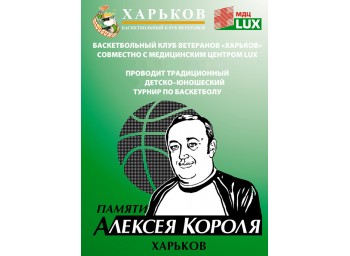 ХАРЬКОВ
БАСКЕТБОЛЬНЫЙ КЛУБ ВЕТЕРАНОВ
МДЦ
LUX
БАСКЕТБОЛЬНЫЙ КЛУБ ВЕТЕРАНОВ «ХАРЬКОВ»
СОВМЕСТНО С МЕДИЦИНСКИМ ЦЕНТРОМ LUX
ПРОВОДИТ ТРАДИЦИОННЫЙ
ДЕТСКО-ЮНОШЕСКИЙ
ТУРНИР ПО БАСКЕТБОЛУ
ПАМЯТИ
АЛЕКСЕЯ КОРОЛЯ
ХАРЬКОВ